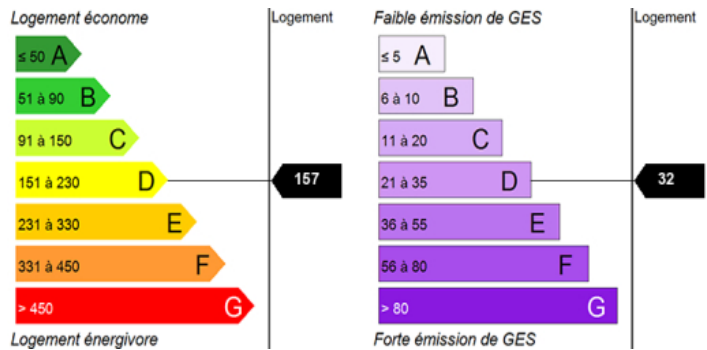 Logement économe
Logement
≤ 50 A
51 à 90 B
91 à 150 C
151 à 230 D
157
231 à 330 E
331 à 450 F
> 450 G
Logement énergivore
Faible émission de GES
Logement
≤ 5 A
6 à 10 B
11 à 20 C
21 à 35 D
32
36 à 55 E
56 à 80 F
> 80 G
Forte émission de GES